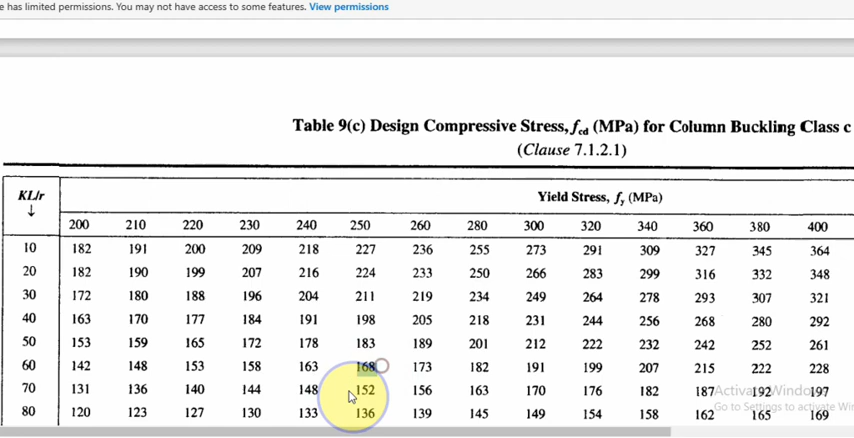 e has limited permissions. You may not have access to some features. View permissions
Table 9(c) Design Compressive Stress, fcd (MPa) for Column Buckling Class c
(Clause 7.1.2.1)
KL/r Yield Stress, fy (MPa)
↓
200 210 220 230 240 250 260 280 300 320 340 360 380 400
10 182 191 200 209 218 227 236 255 273 291 309 327 345 364
20 182 190 199 207 216 224 233 250 266 283 299 316 332 348
30 172 180 188 196 204 211 219 234 249 264 278 293 307 321
40 163 170 177 184 191 198 205 218 231 244 256 268 280 292
50 153 159 165 172 178 183 189 201 212 222 232 242 252 261
60 142 148 153 158 163 168 173 182 191 199 207 215 222 228
70 131 136 140 144 148 152 156 163 170 176 182 187 192 197
Activate Window
80 120 123 127 130 133 136 139 145 149 154 158 162 165 169
Go to Settings to activate Wir